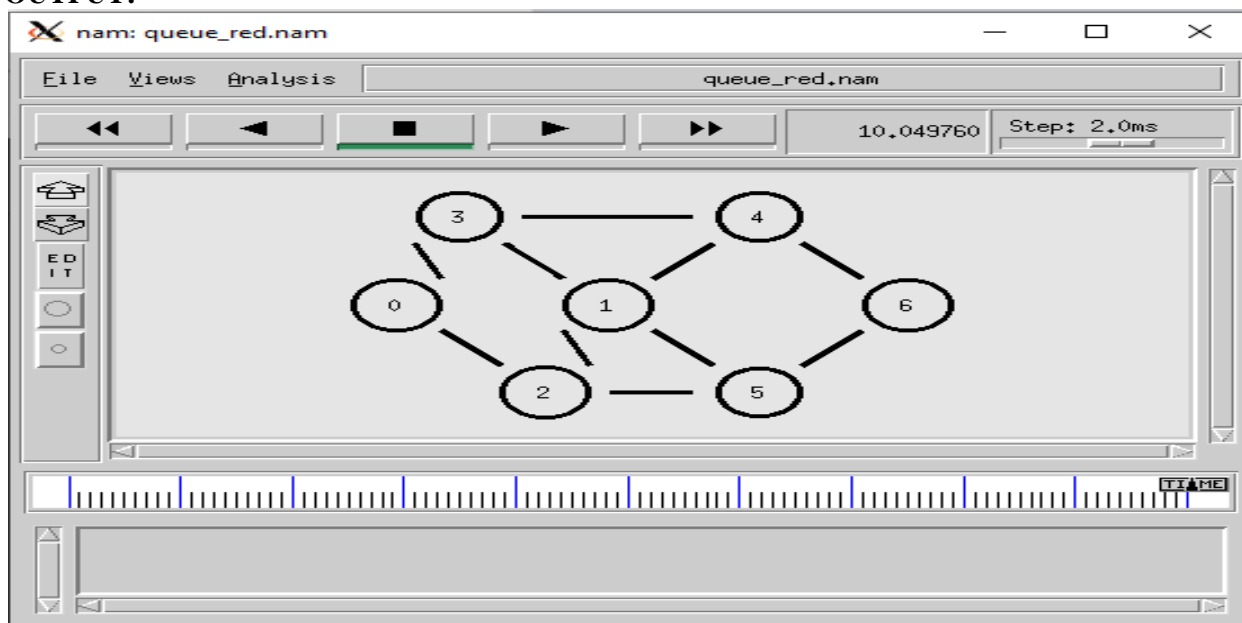 nam: queue_red.nam
File Views Analysis queue_red.nam
10.049760 Step: 2.0ms
ED
IT
3 4
0 1 6
2 5
TIME